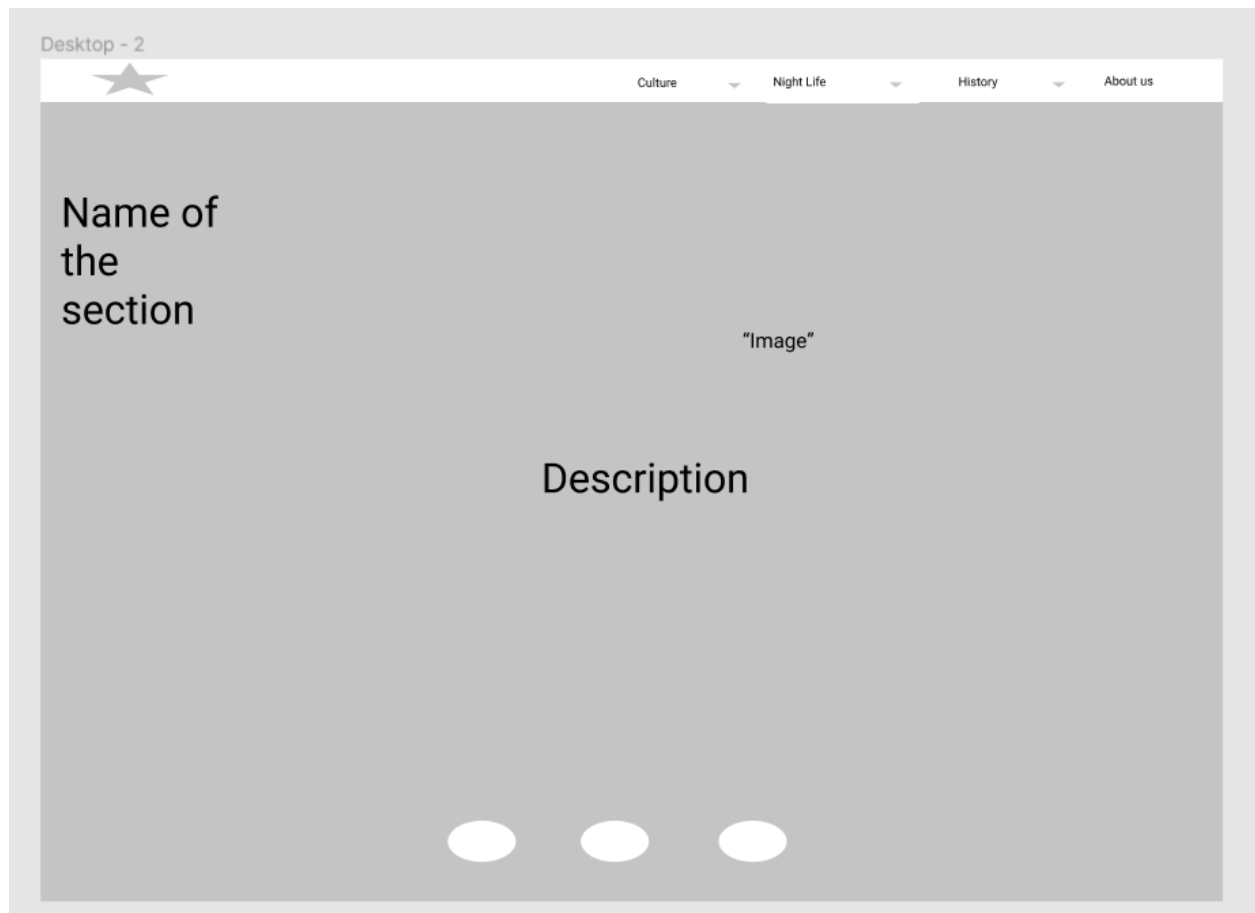 Desktop - 2
Culture Night Life History About us
Name of
the
section
“Image”
Description